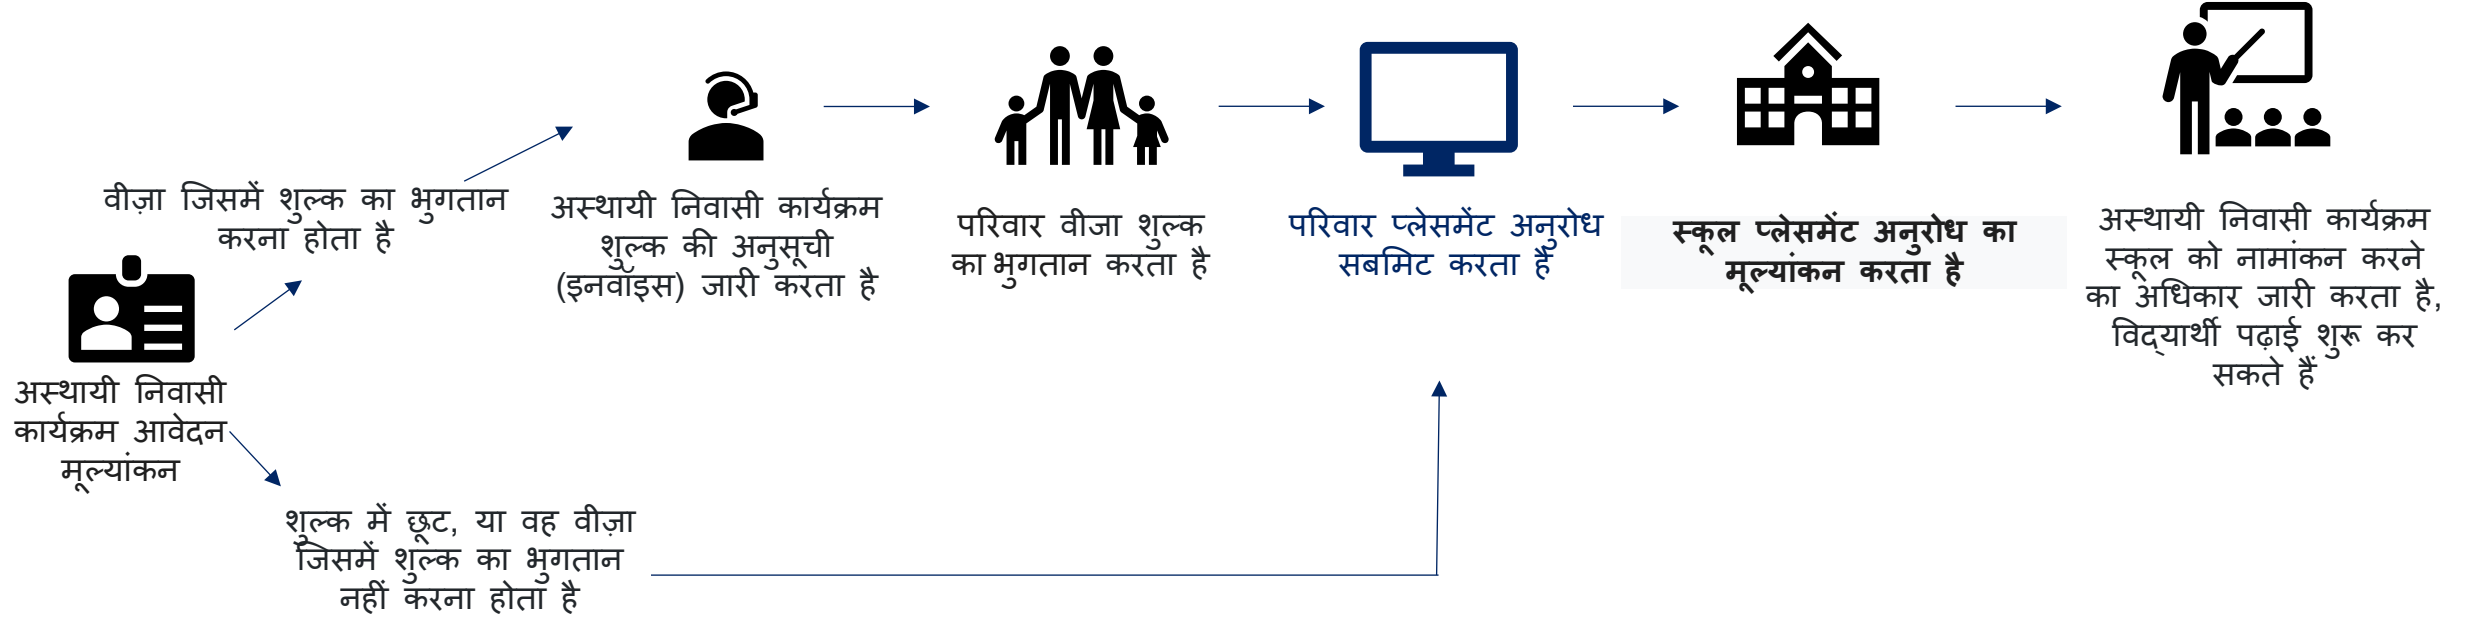 वीज़ा जिसमें शुल्क का भुगतान
करना होता है
अस्थायी निवासी
कार्यक्रम आवेदन
मूल्यांकन
शुल्क में छूट, या वह वीज़ा
जिसमें शुल्क का भुगतान
नहीं करना होता है
अस्थायी निवासी कार्यक्रम
शुल्क की अनुसूची
(इनवॉइस) जारी करता है
परिवार वीजा शुल्क
का भुगतान करता है
परिवार प्लेसमेंट अनुरोध
सबमिट करता है
स्कूल प्लेसमेंट अनुरोध का
मूल्यांकन करता है
अस्थायी निवासी कार्यक्रम
स्कूल को नामांकन करने
का अधिकार जारी करता है,
विद्यार्थी पढ़ाई शुरू कर
सकते हैं